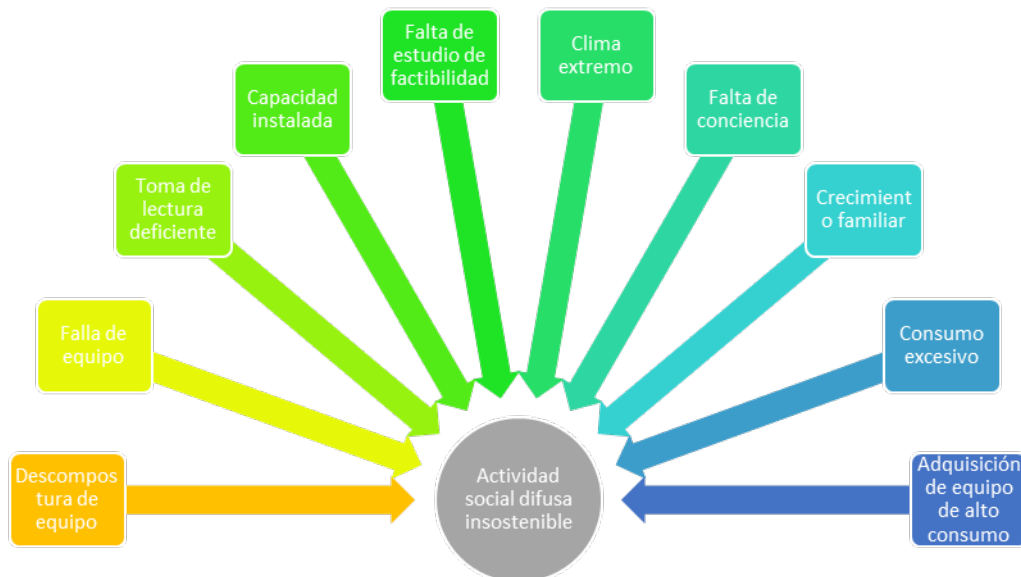 Falta de
estudio de
factibilidad
Clima
extremo
Capacidad
instalada
Falta de
conciencia
Toma de
lectura
deficiente
Crecimient
o familiar
Falla de
equipo
Consumo
excesivo
Descompos
tura de
equipo
Actividad
social difusa
insostenible
Adquisición
de equipo
de alto
consumo